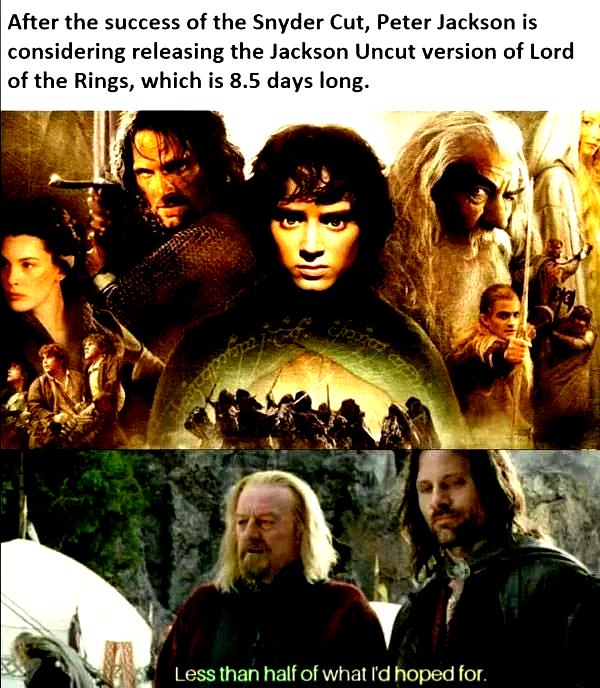 After the success of the Snyder Cut, Peter Jackson is
considering releasing the Jackson Uncut version of Lord
of the Rings, which is 8.5 days long.
Less than half of what I'd hoped for.